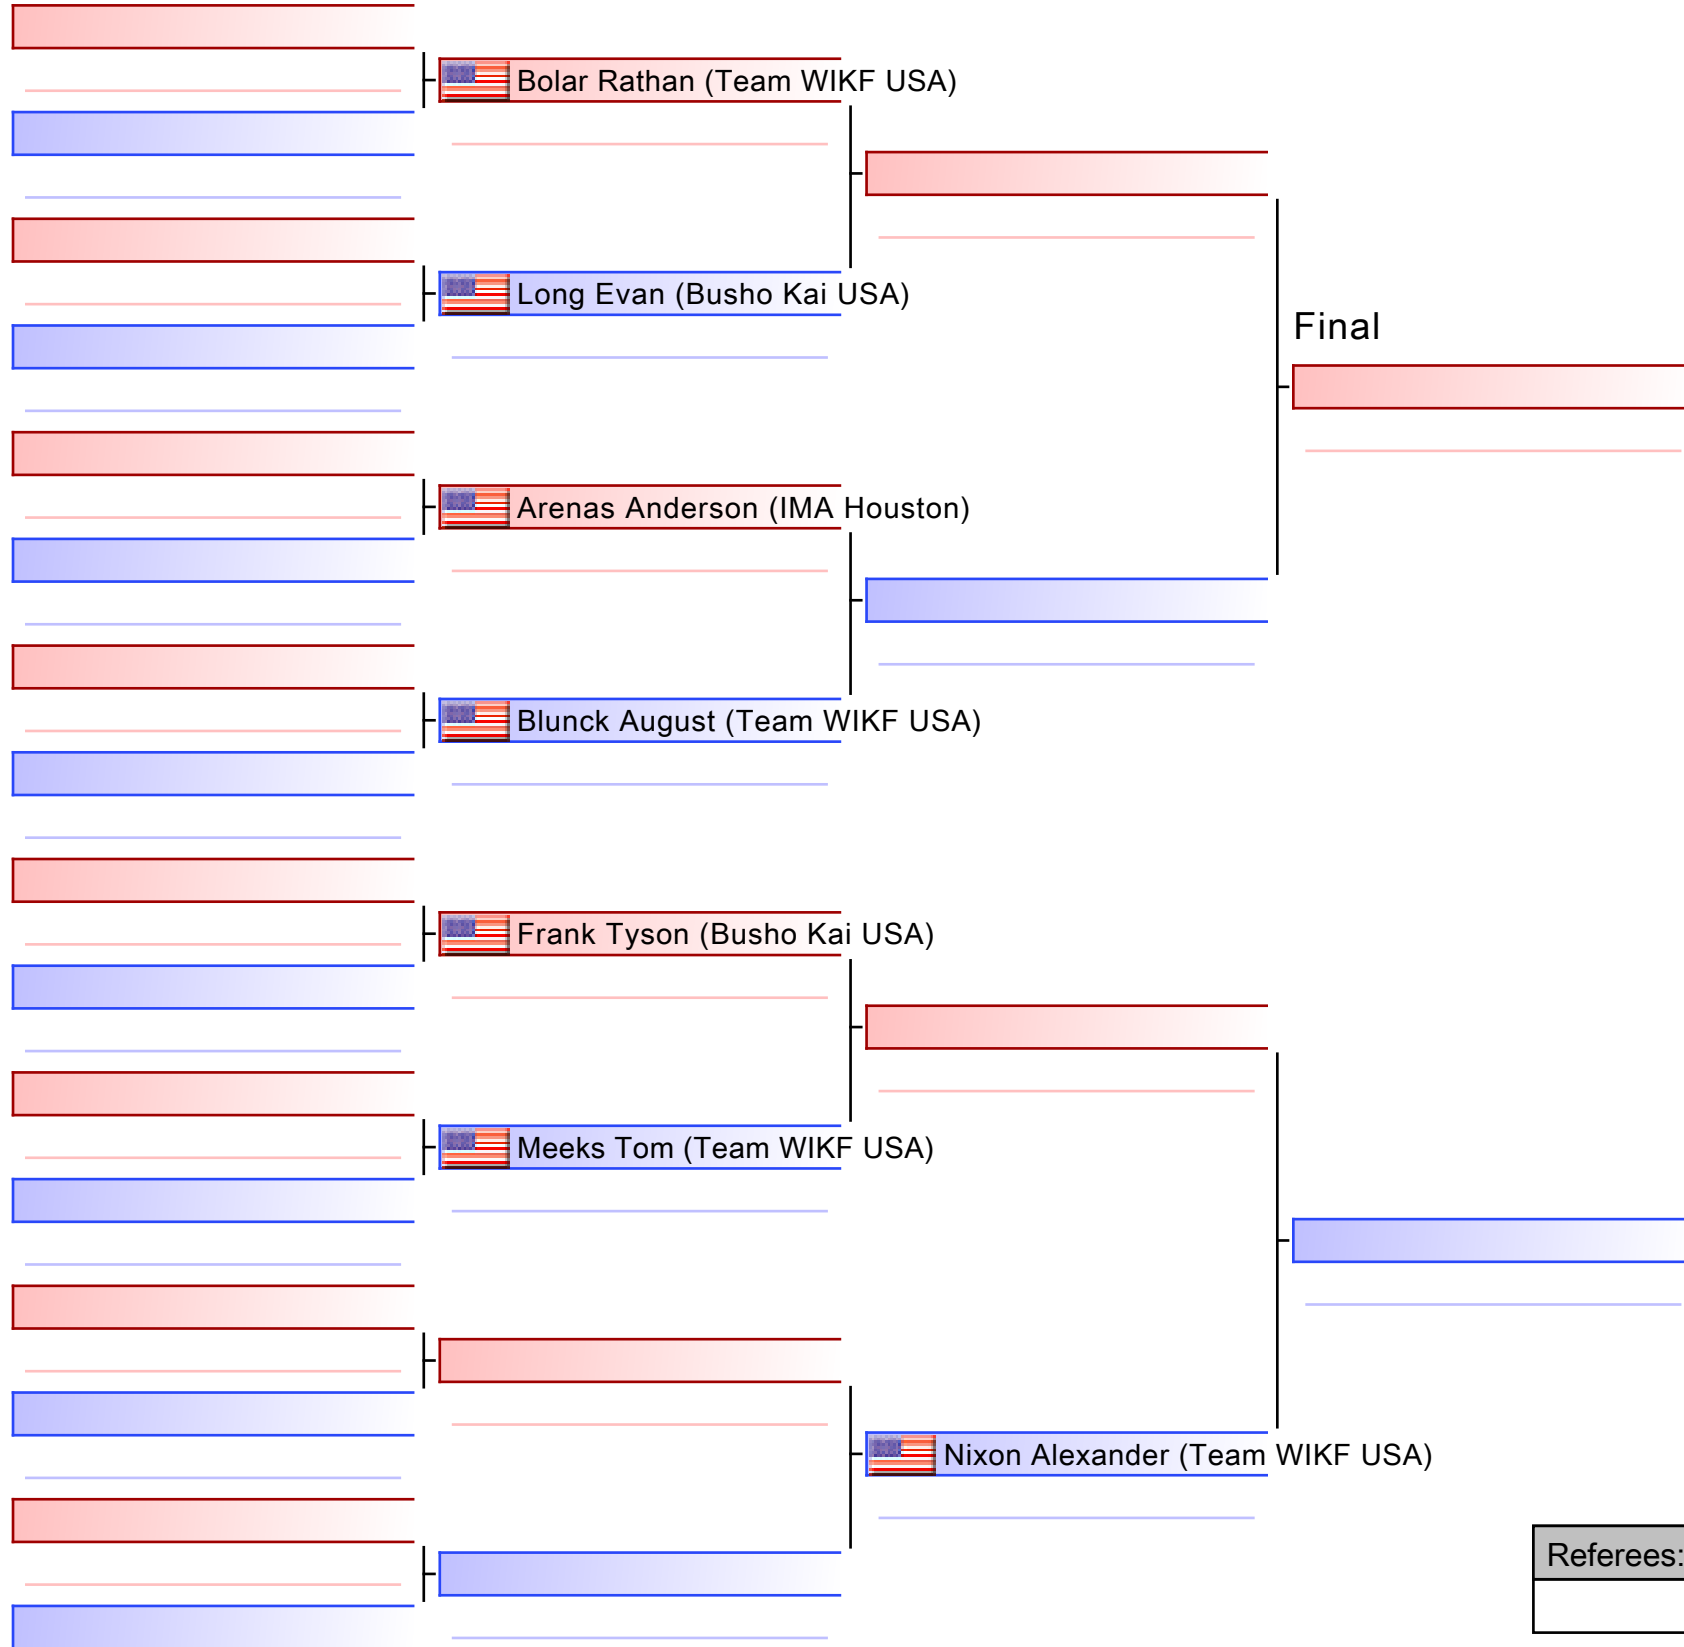 Bolar Rathan (Team WIKF USA)
Long Evan (Busho Kai USA)
Final
Arenas Anderson (IMA Houston)
Blunck August (Team WIKF USA)
Frank Tyson (Busho Kai USA)
Meeks Tom (Team WIKF USA)
Nixon Alexander (Team WIKF USA)
Referees: